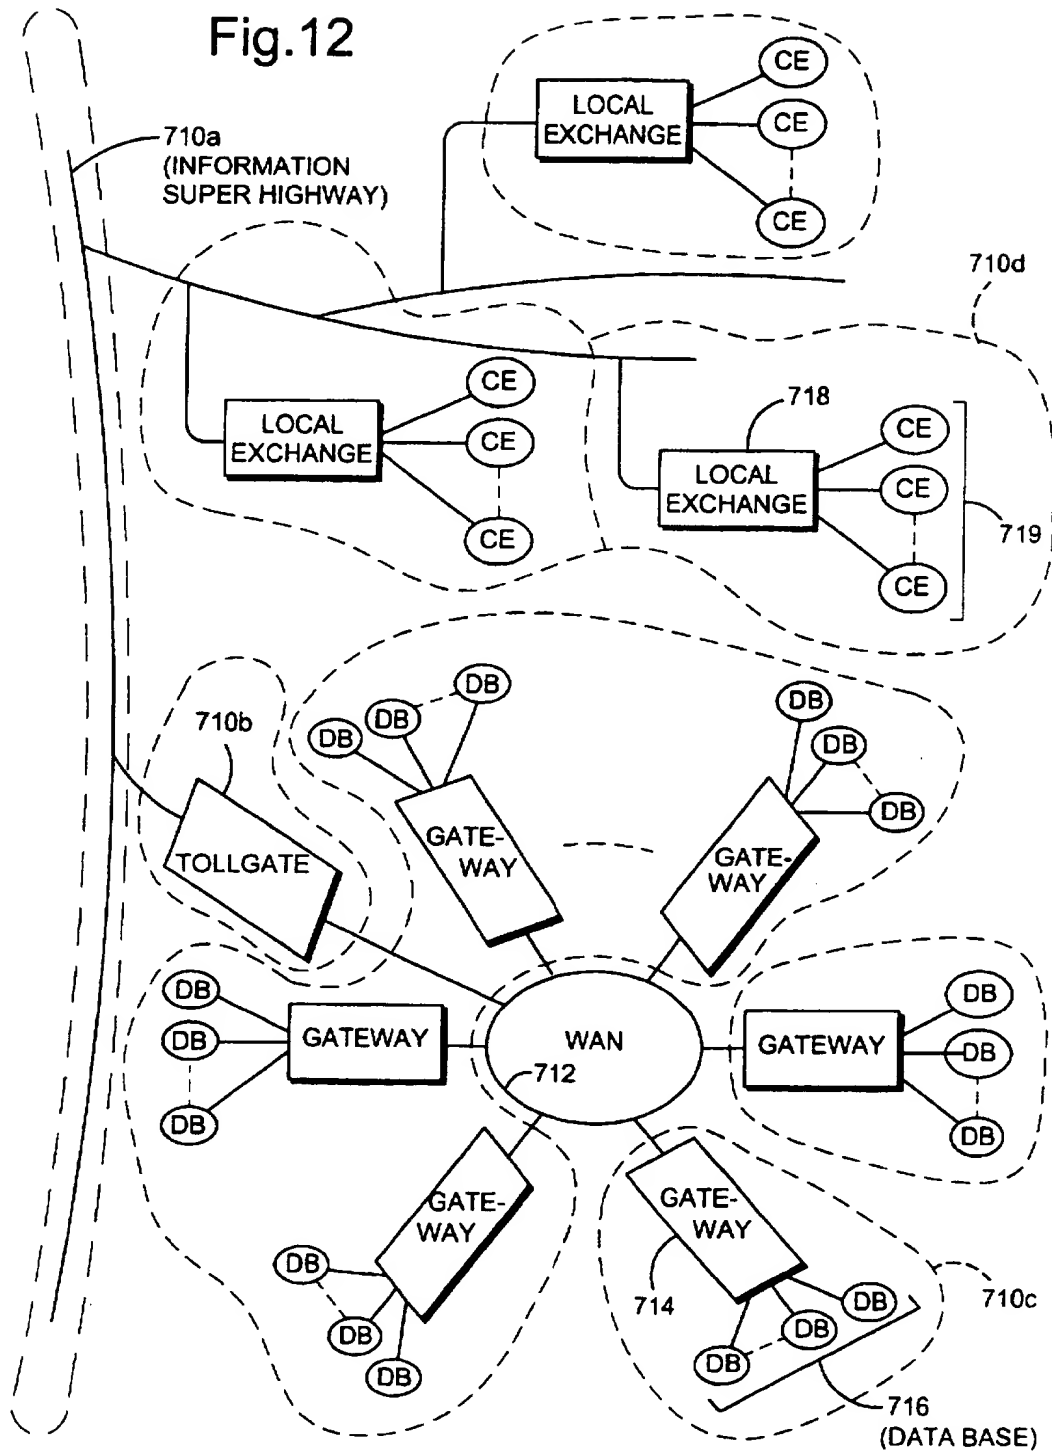 Fig.12
CE
LOCAL
EXCHANGE
CE
CE
710a
(INFORMATION
SUPER HIGHWAY)
710d
CE
LOCAL
EXCHANGE
CE
CE
718
CE
LOCAL
EXCHANGE
CE
CE
719
710b
TOLLGATE
DB
DB
DB
GATE-
WAY
DB
DB
DB
GATE-
WAY
DB
DB
DB
GATEWAY
WAN
712
GATEWAY
DB
DB
DB
GATE-
WAY
DB
DB
DB
GATE-
WAY
714
710c
DB
DB
DB
716
(DATA BASE)